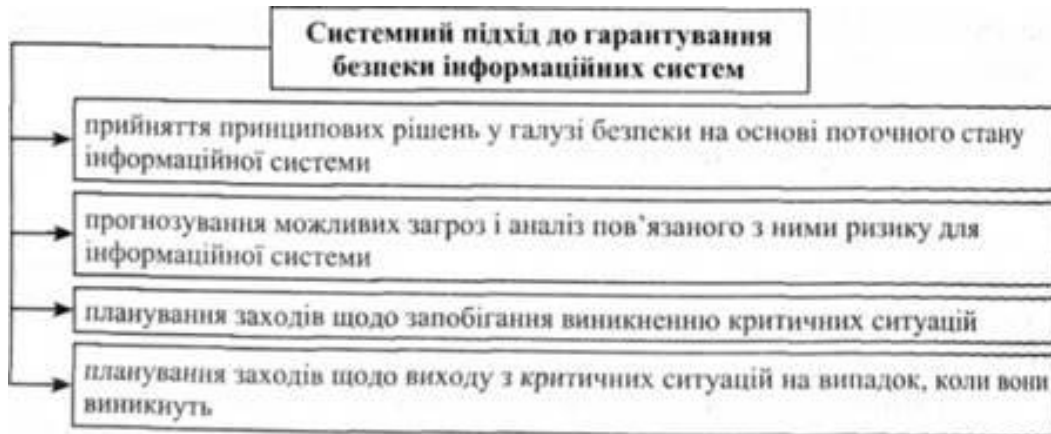 Системний підхід до гарантування
безпеки інформаційних систем
прийняття принципових рішень у галузі безпеки на основі поточного стану
інформаційної системи
прогнозування можливих загроз і аналіз пов’язаного з ними ризику для
інформаційної системи
планування заходів щодо запобігання виникненню критичних ситуацій
планування заходів щодо виходу з критичних ситуацій на випадок, коли вони
виникнуть